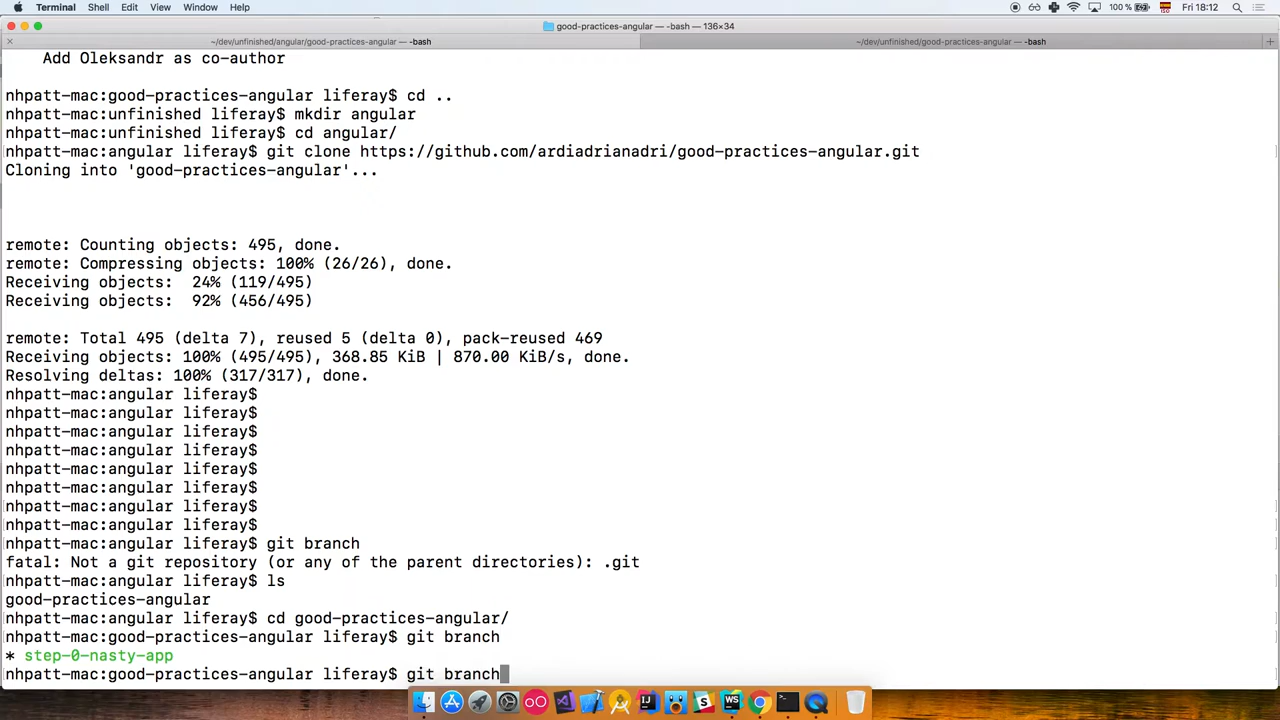 Terminal Shell Edit View Window Help 100 % Fri 18:12
good-practices-angular — -bash — 136×34
~/dev/unfinished/angular/good-practices-angular — -bash
~/dev/unfinished/good-practices-angular — -bash
Add Oleksandr as co-author
nhpatt-mac:good-practices-angular liferay$ cd ..
nhpatt-mac:unfinished liferay$ mkdir angular
nhpatt-mac:unfinished liferay$ cd angular/
nhpatt-mac:angular liferay$ git clone https://github.com/ardiadrianadri/good-practices-angular.git
Cloning into 'good-practices-angular'...
remote: Counting objects: 495, done.
remote: Compressing objects: 100% (26/26), done.
Receiving objects:  24% (119/495)
Receiving objects:  92% (456/495)
remote: Total 495 (delta 7), reused 5 (delta 0), pack-reused 469
Receiving objects: 100% (495/495), 368.85 KiB | 870.00 KiB/s, done.
Resolving deltas: 100% (317/317), done.
nhpatt-mac:angular liferay$
nhpatt-mac:angular liferay$
nhpatt-mac:angular liferay$
nhpatt-mac:angular liferay$
nhpatt-mac:angular liferay$
nhpatt-mac:angular liferay$
nhpatt-mac:angular liferay$
nhpatt-mac:angular liferay$
nhpatt-mac:angular liferay$ git branch
fatal: Not a git repository (or any of the parent directories): .git
nhpatt-mac:angular liferay$ ls
good-practices-angular
nhpatt-mac:angular liferay$ cd good-practices-angular/
nhpatt-mac:good-practices-angular liferay$ git branch
* step-0-nasty-app
nhpatt-mac:good-practices-angular liferay$ git branch
WS